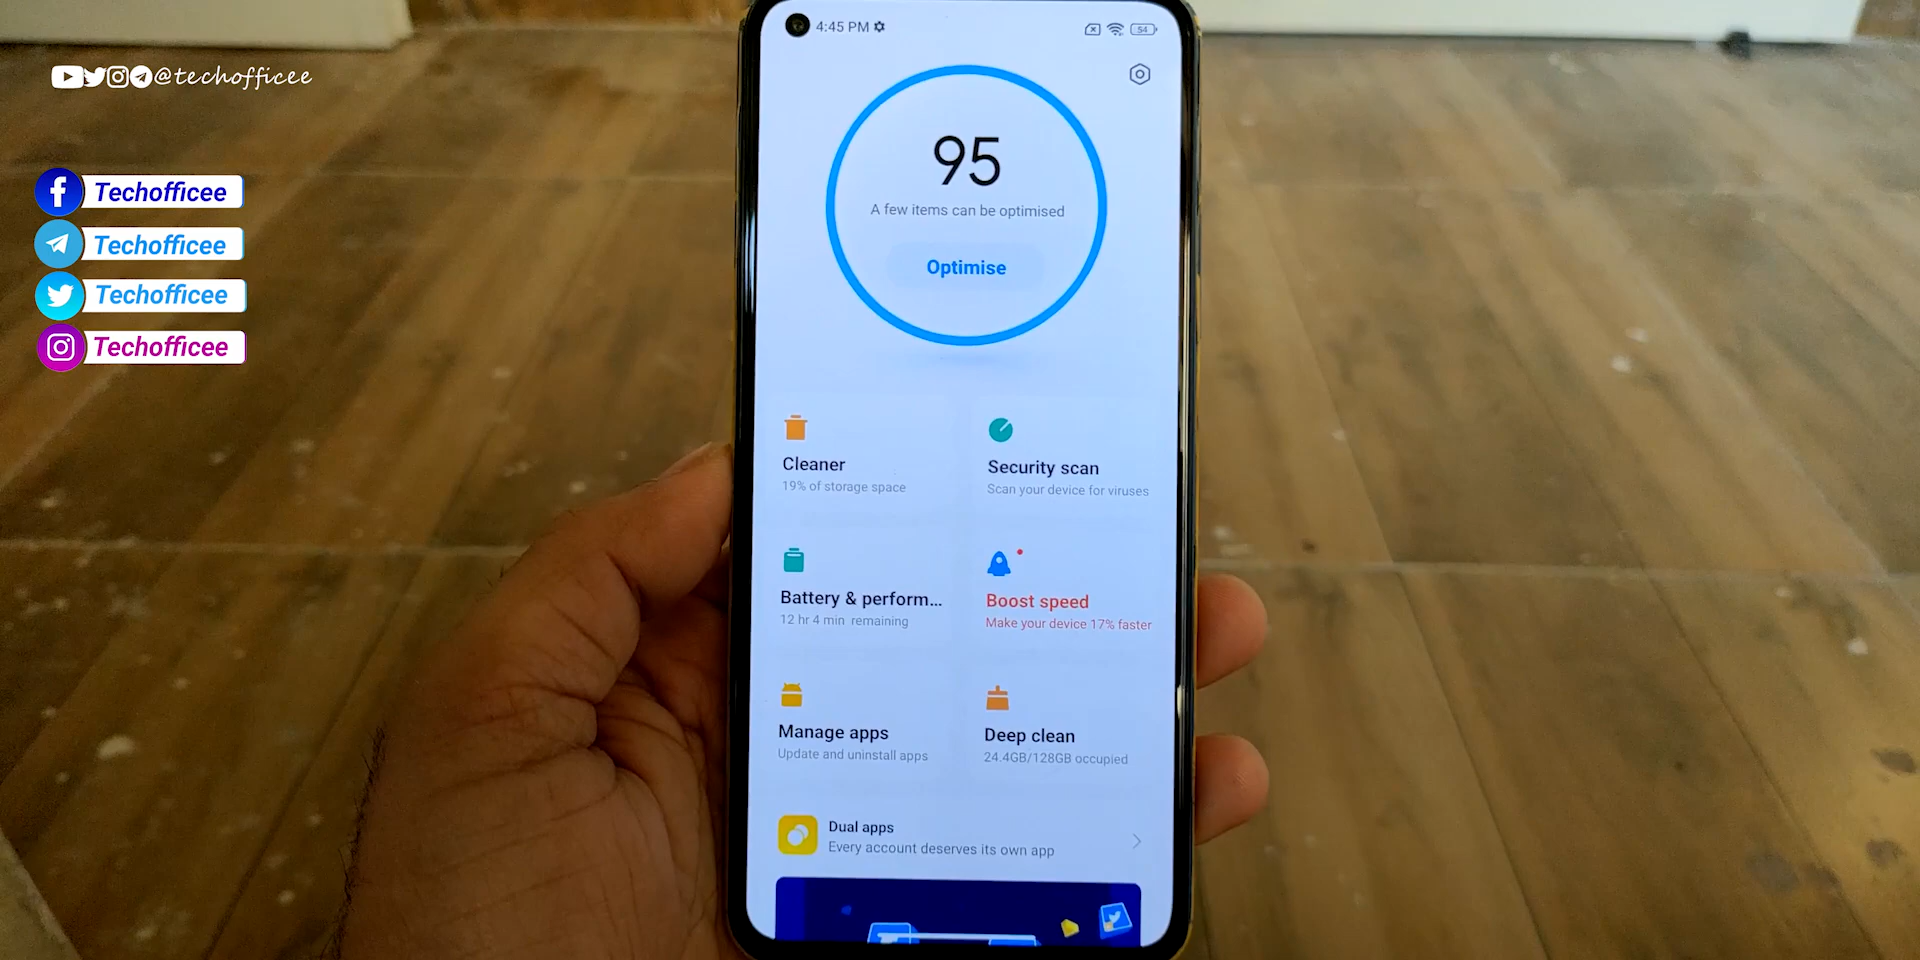 @techofficee
Techofficee
Techofficee
Techofficee
Techofficee
4:45 PM
54
95
A few items can be optimised
Optimise
Cleaner
19% of storage space
Security scan
Scan your device for viruses
Battery & perform...
12 hr 4 min remaining
Boost speed
Make your device 17% faster
Manage apps
Update and uninstall apps
Deep clean
24.4GB/128GB occupied
Dual apps
Every account deserves its own app